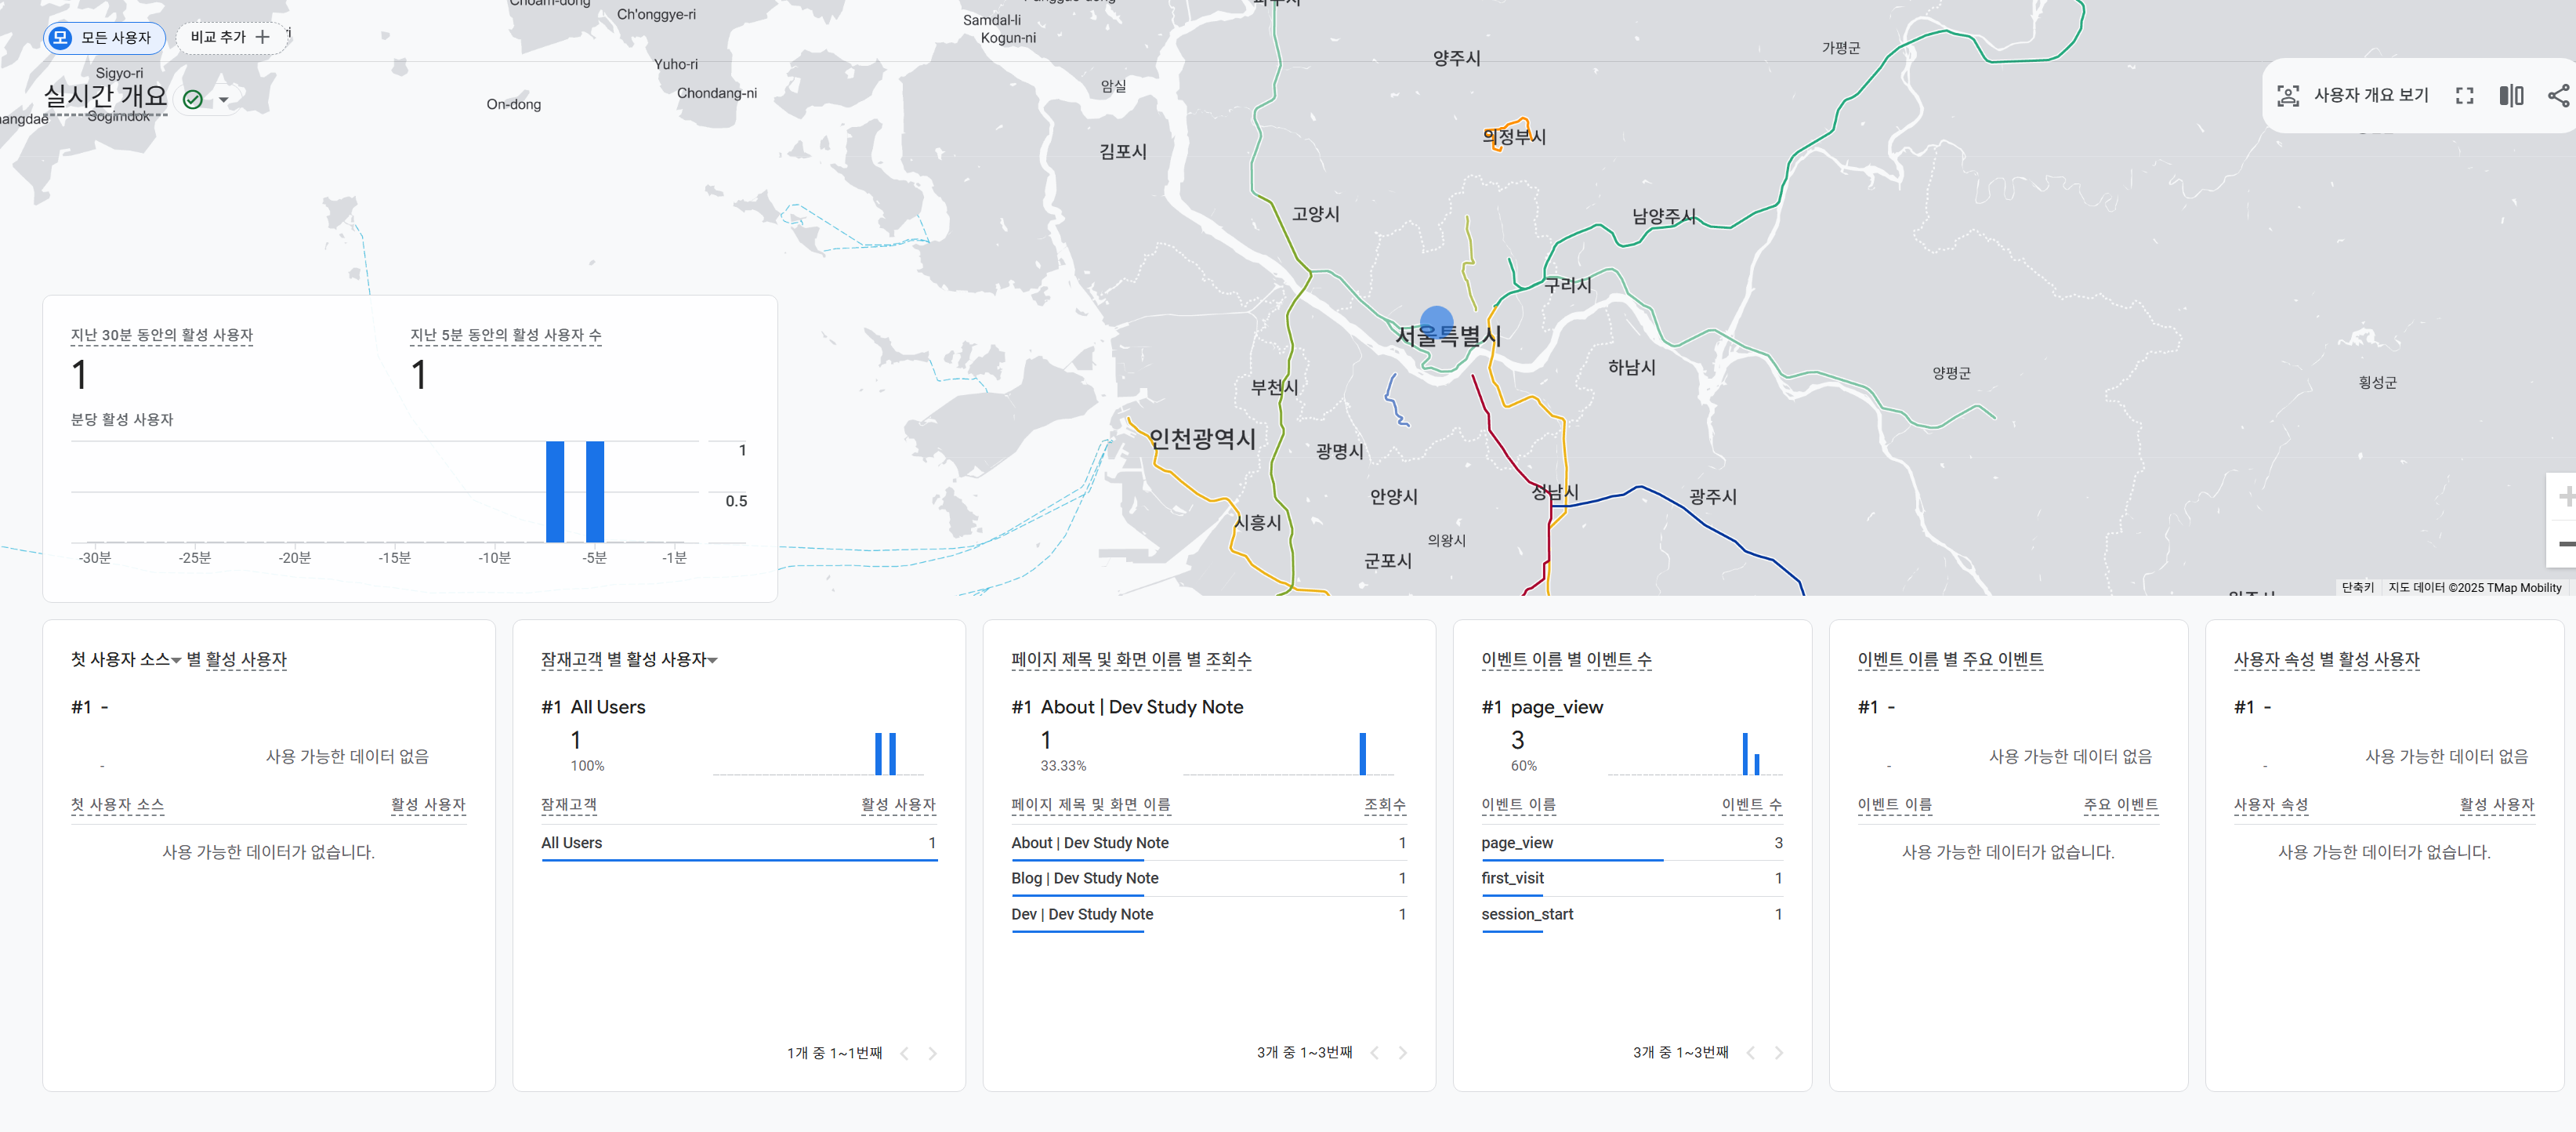 Choam-dong
Ch'onggye-ri
Samdal-li
Kogun-ni
파주시
양주시
가평군
모 모든 사용자
비교 추가
Sigyo-ri
Yuho-ri
Chondang-ni
암실
실시간 개요
Sogimdok
On-dong
김포시
의정부시
사용자 개요 보기
고양시
남양주시
구리시
서울특별시
하남시
양평군
횡성군
부천시
인천광역시
광명시
안양시
성남시
광주시
시흥시
의왕시
군포시
지난 30분 동안의 활성 사용자
지난 5분 동안의 활성 사용자 수
1
1
분당 활성 사용자
1
0.5
-30분
-25분
-20분
-15분
-10분
-5분
-1분
단축키
지도 데이터 ©2025 TMap Mobility
첫 사용자 소스 별 활성 사용자
#1 -
-
사용 가능한 데이터 없음
첫 사용자 소스
활성 사용자
사용 가능한 데이터가 없습니다.
잠재고객 별 활성 사용자
#1 All Users
1
100%
잠재고객
활성 사용자
All Users 1
1개 중 1~1번째
페이지 제목 및 화면 이름 별 조회수
#1 About | Dev Study Note
1
33.33%
페이지 제목 및 화면 이름
조회수
About | Dev Study Note 1
Blog | Dev Study Note 1
Dev | Dev Study Note 1
3개 중 1~3번째
이벤트 이름 별 이벤트 수
#1 page_view
3
60%
이벤트 이름
이벤트 수
page_view 3
first_visit 1
session_start 1
3개 중 1~3번째
이벤트 이름 별 주요 이벤트
#1 -
-
사용 가능한 데이터 없음
이벤트 이름
주요 이벤트
사용 가능한 데이터가 없습니다.
사용자 속성 별 활성 사용자
#1 -
-
사용 가능한 데이터 없음
사용자 속성
활성 사용자
사용 가능한 데이터가 없습니다.